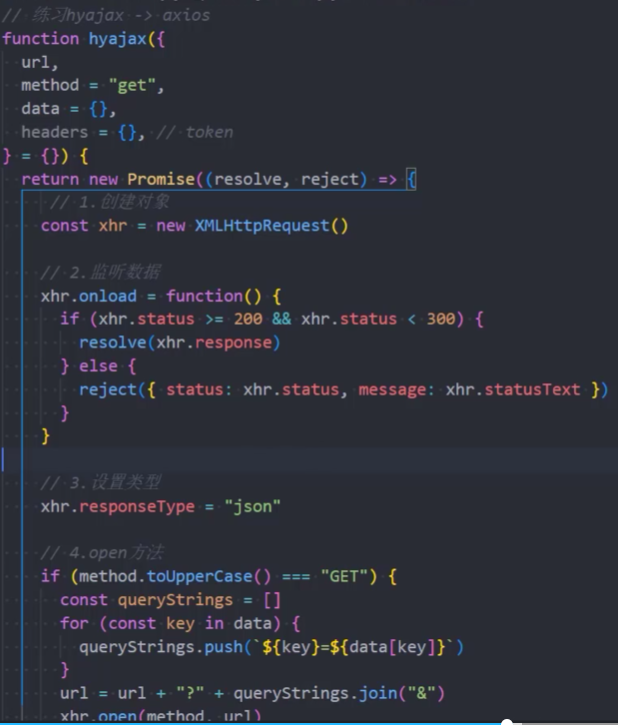 // 练习hyajax -> axios
function hyajax({
  url,
  method = "get",
  data = {},
  headers = {}, // token
} = {}) {
  return new Promise((resolve, reject) => {
    // 1.创建对象
    const xhr = new XMLHttpRequest()
    // 2.监听数据
    xhr.onload = function() {
      if (xhr.status >= 200 && xhr.status < 300) {
        resolve(xhr.response)
      } else {
        reject({ status: xhr.status, message: xhr.statusText })
      }
    }
    // 3.设置类型
    xhr.responseType = "json"
    // 4.open方法
    if (method.toUpperCase() === "GET") {
      const queryStrings = []
      for (const key in data) {
        queryStrings.push(`${key}=${data[key]}`)
      }
      url = url + "?" + queryStrings.join("&")
      xhr.open(method, url)